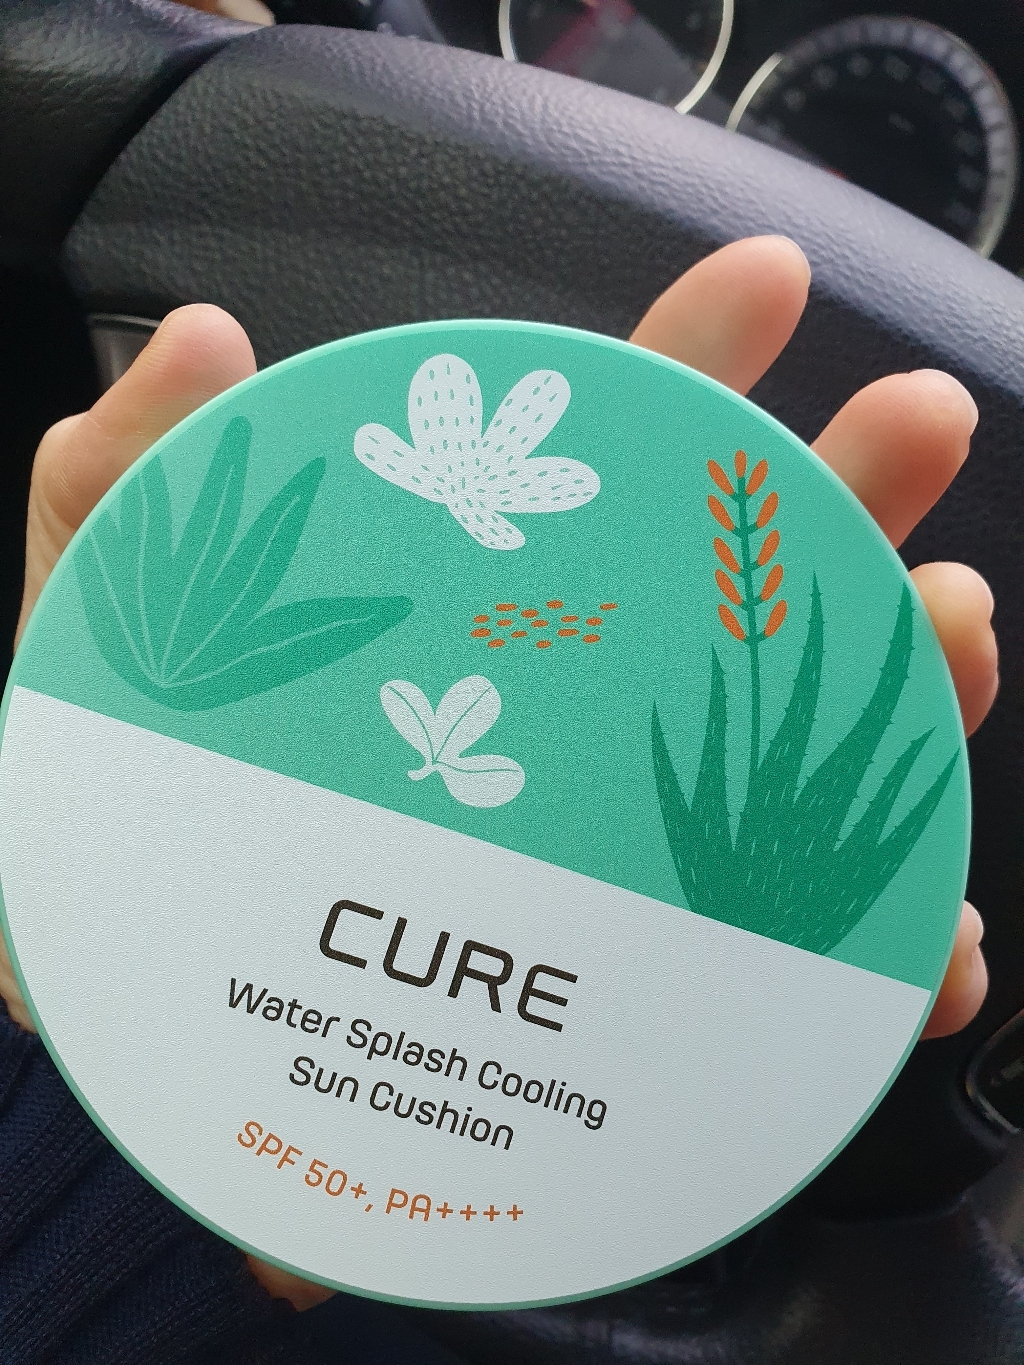 CURE
Water Splash Cooling
Sun Cushion
SPF 50+, PA++++